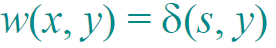 w(x, y) = δ(s, y)